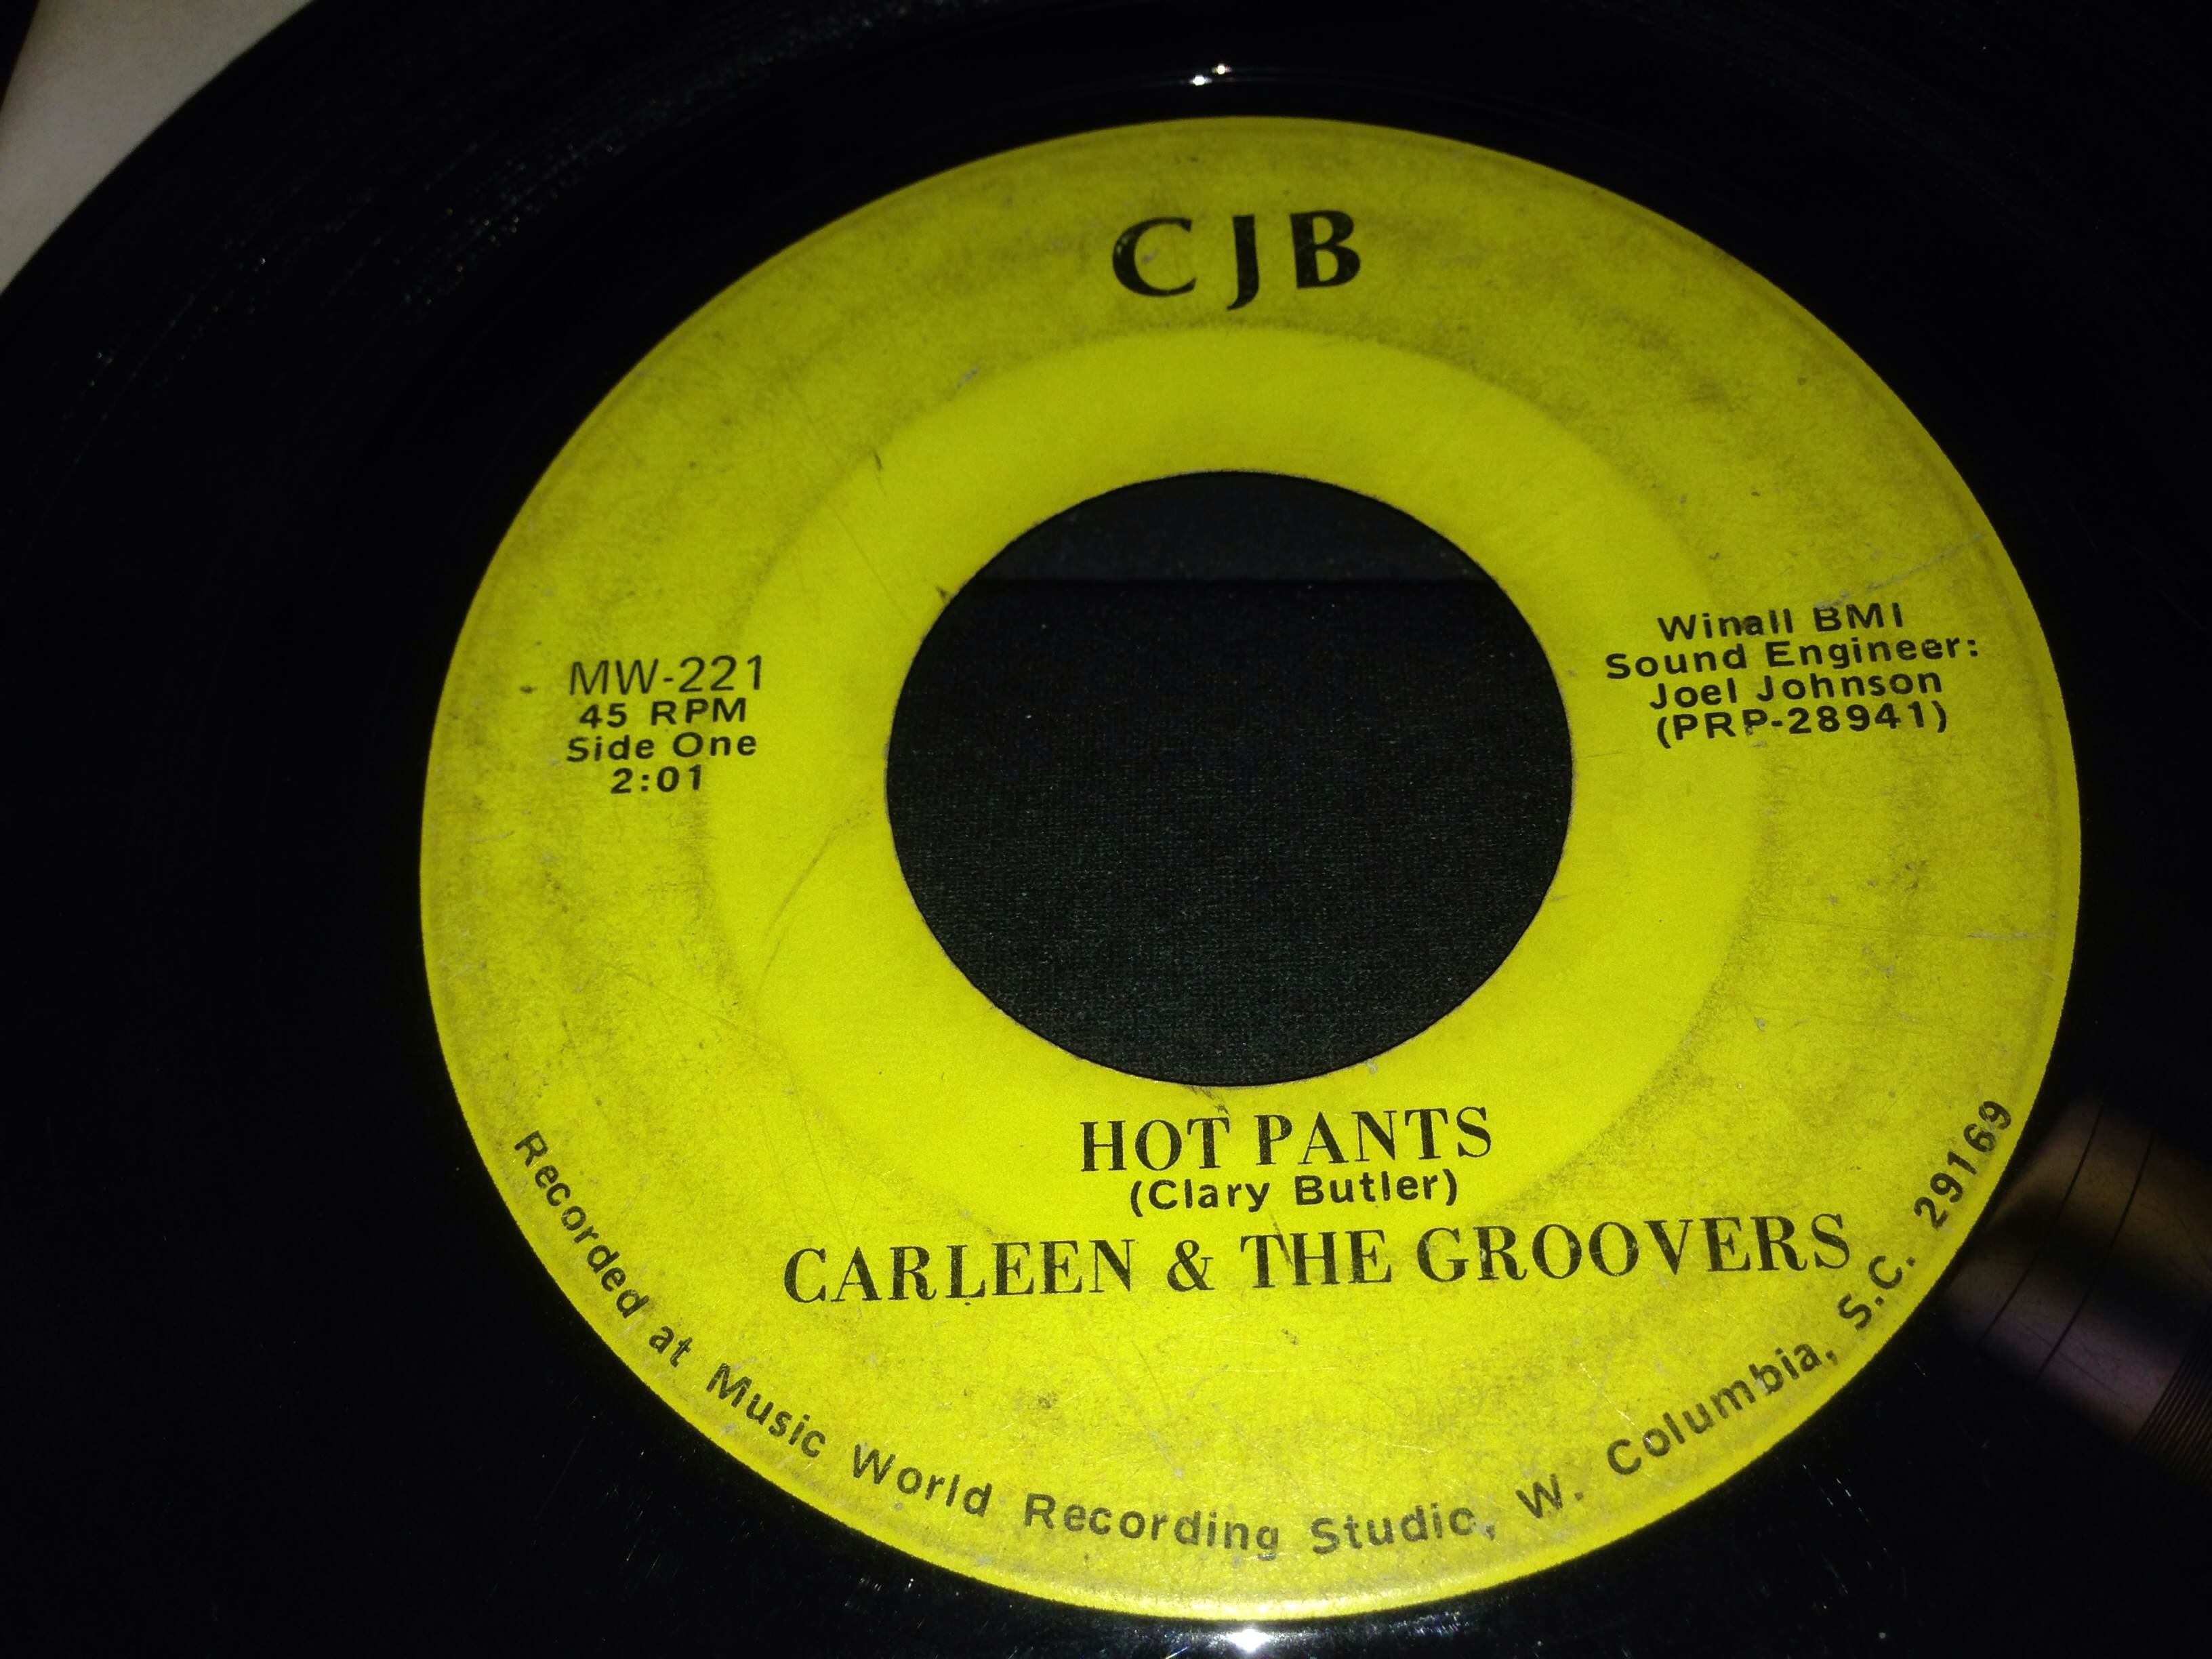 CJB
MW-221
45 RPM
Side One
2:01
Winall BMI
Sound Engineer:
Joel Johnson
(PRP-28941)
HOT PANTS
(Clary Butler)
CARLEEN & THE GROOVERS
Recorded at Music World Recording Studio, W. Columbia, S.C. 29169